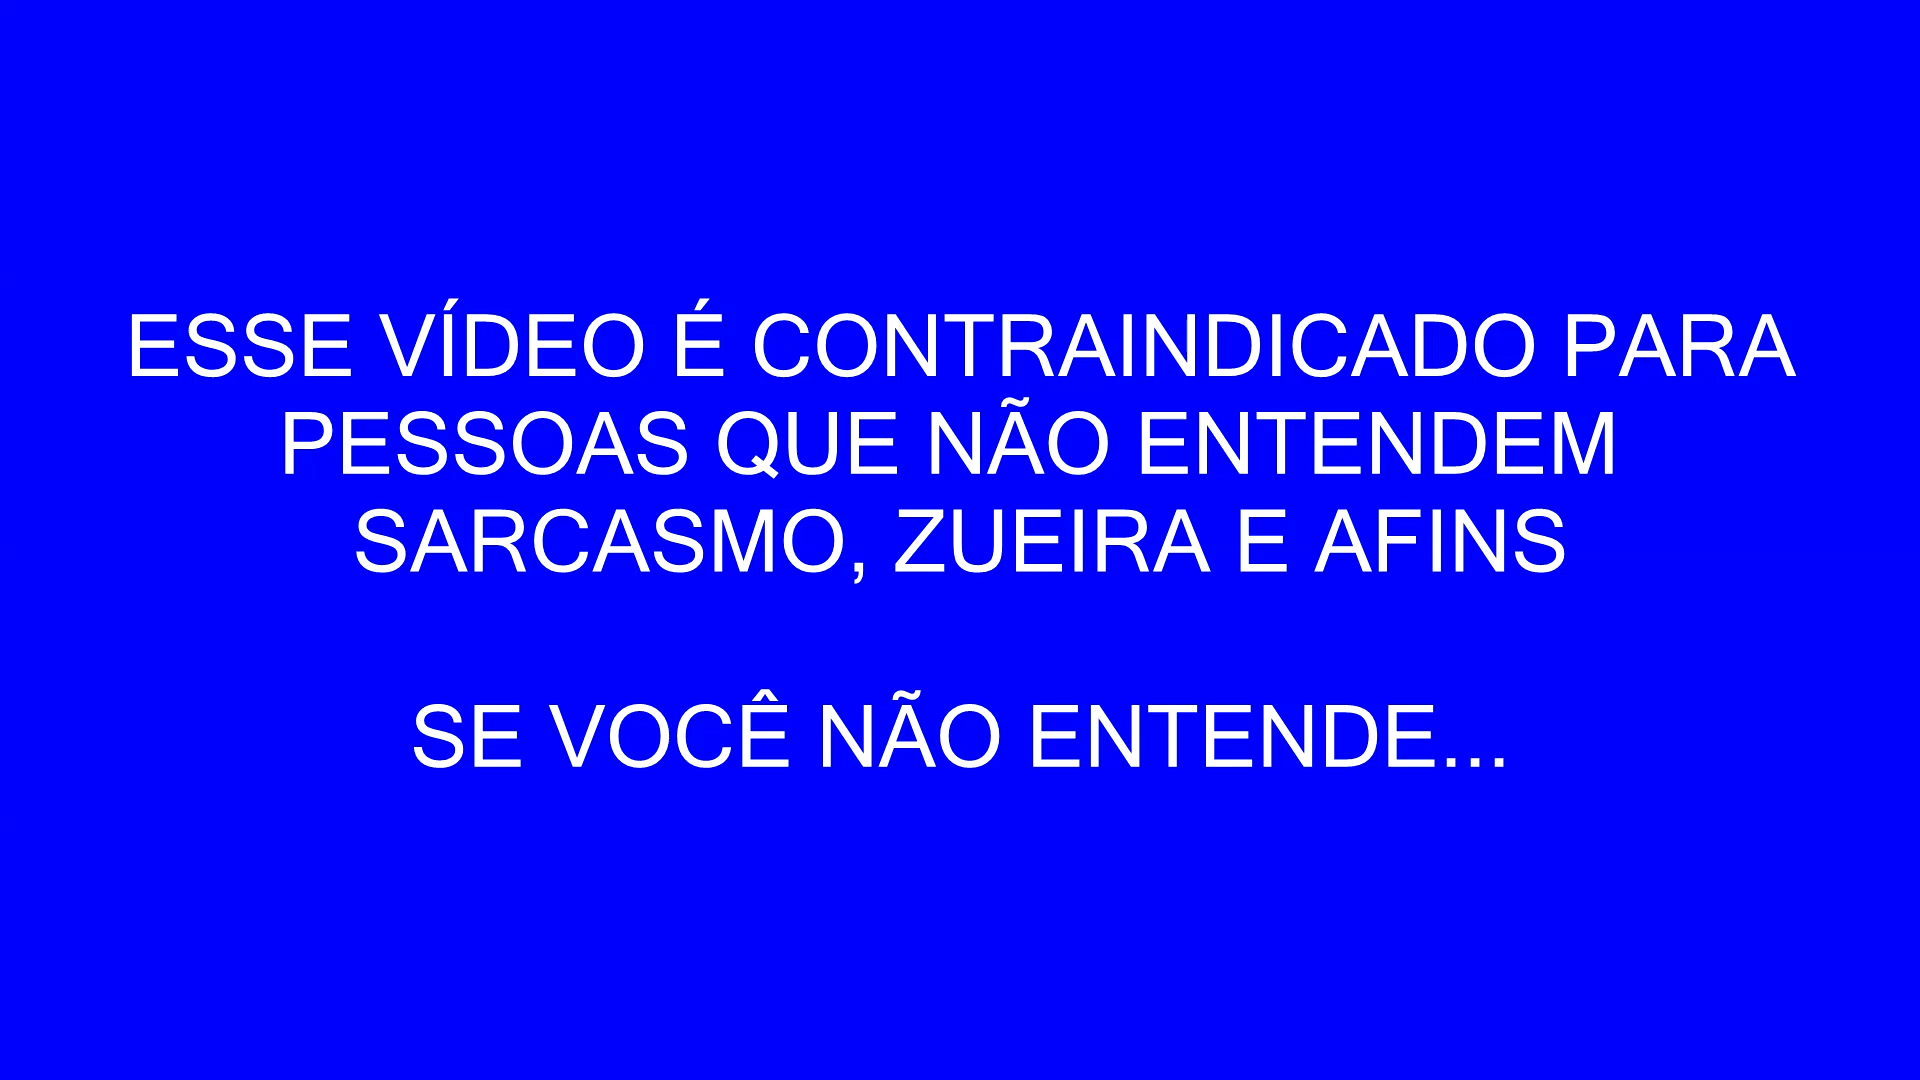 ESSE VÍDEO É CONTRAINDICADO PARA
PESSOAS QUE NÃO ENTENDEM
SARCASMO, ZUEIRA E AFINS
SE VOCÊ NÃO ENTENDE...